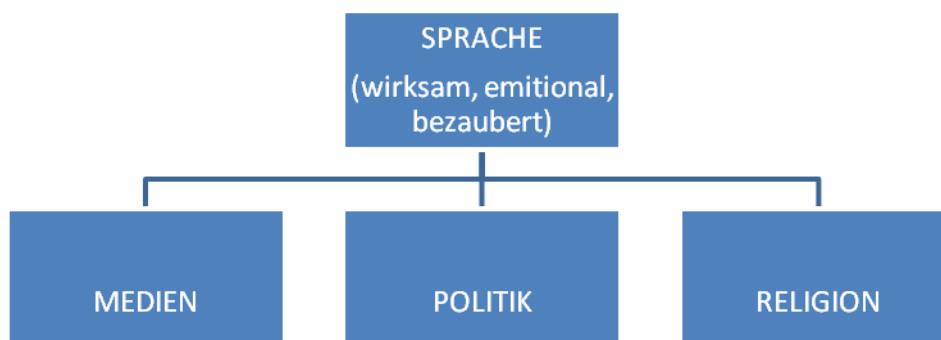 SPRACHE
(wirksam, emitional,
bezaubert)
MEDIEN
POLITIK
RELIGION